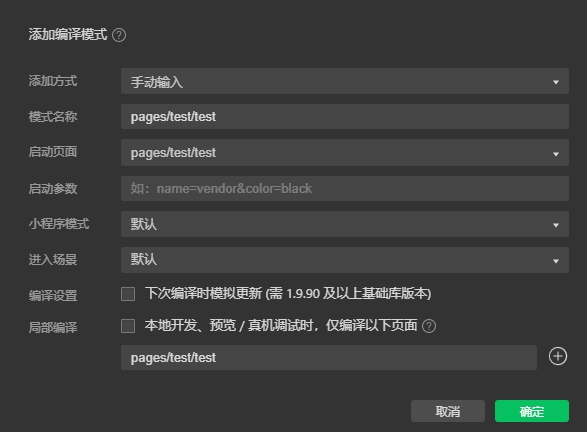 添加编译模式 ?
添加方式 手动输入
模式名称 pages/test/test
启动页面 pages/test/test
启动参数 如：name=vendor&color=black
小程序模式 默认
进入场景 默认
编译设置 下次编译时模拟更新 (需 1.9.90 及以上基础库版本)
局部编译 本地开发、预览 / 真机调试时，仅编译以下页面 ?
pages/test/test
取消 确定